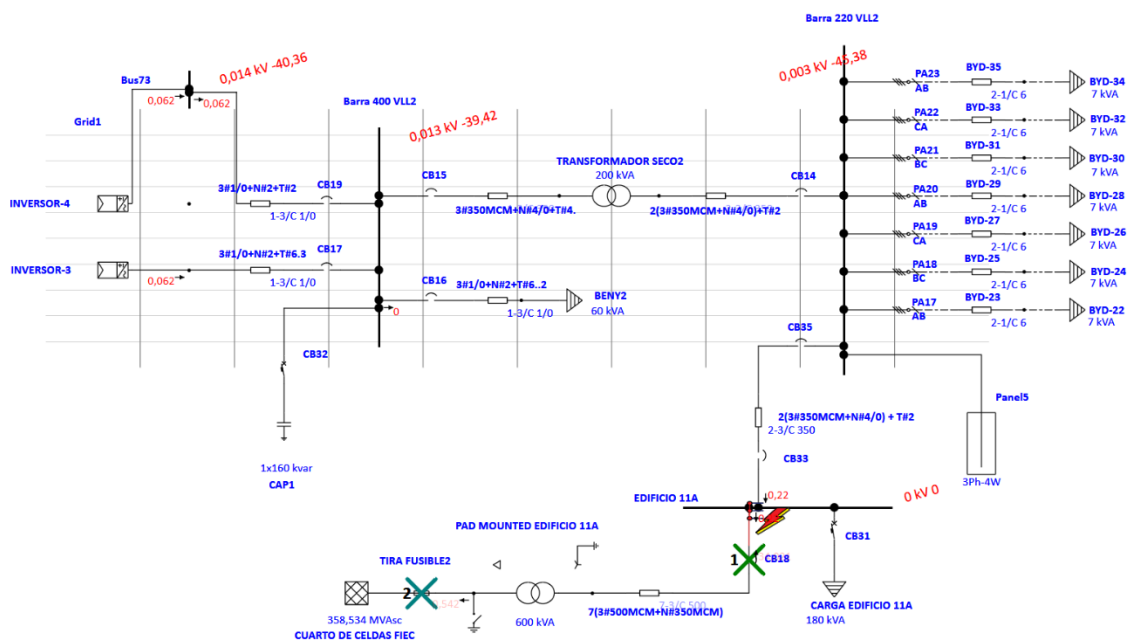 Barra 220 VLL2
0,014 kV -40,36
0,003 kV -45,38
Bus73
0,062
0,062
Grid1
Barra 400 VLL2
0,013 kV -39,42
PA23
AB
BYD-35
2-1/C 6
BYD-34
7 kVA
PA22
CA
BYD-33
2-1/C 6
BYD-32
7 kVA
PA21
BC
BYD-31
2-1/C 6
BYD-30
7 kVA
TRANSFORMADOR SECO2
200 kVA
INVERSOR-4
3#1/0+N#2+T#2
1-3/C 1/0
CB19
CB15
3#350MCM+N#4/0+T#4.
2(3#350MCM+N#4/0)+T#2
CB14
PA20
AB
BYD-29
2-1/C 6
BYD-28
7 kVA
PA19
CA
BYD-27
2-1/C 6
BYD-26
7 kVA
INVERSOR-3
0,062
3#1/0+N#2+T#6.3
1-3/C 1/0
CB17
CB16
3#1/0+N#2+T#6..2
1-3/C 1/0
BENY2
60 kVA
0
PA18
BC
BYD-25
2-1/C 6
BYD-24
7 kVA
PA17
AB
BYD-23
2-1/C 6
BYD-22
7 kVA
CB32
CB35
Panel5
3Ph-4W
2(3#350MCM+N#4/0) + T#2
2-3/C 350
CB33
1x160 kvar
CAP1
EDIFICIO 11A
0,22
0 kV 0
CB31
PAD MOUNTED EDIFICIO 11A
1
CB18
TIRA FUSIBLE2
2
358,534 MVAsc
CUARTO DE CELDAS FIEC
600 kVA
7-3/C 500
7(3#500MCM+N#350MCM)
CARGA EDIFICIO 11A
180 kVA